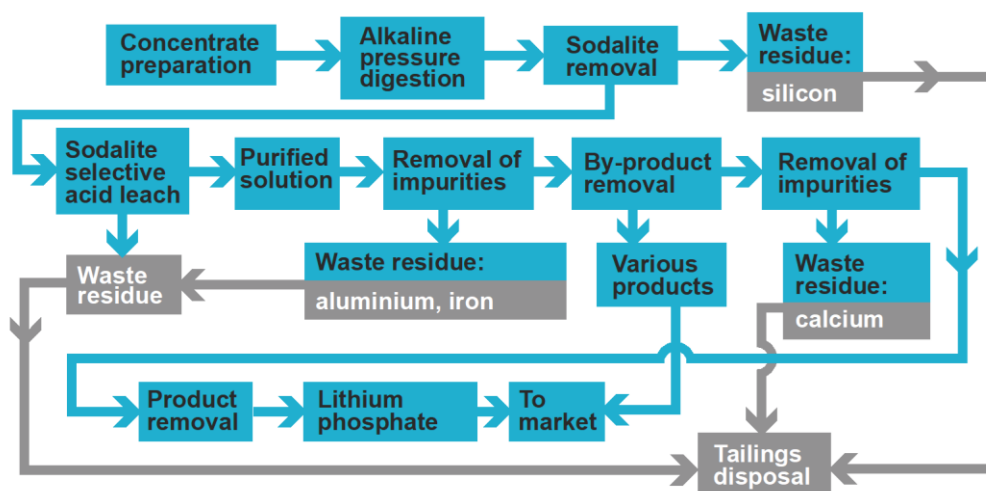 Concentrate
preparation
Alkaline
pressure
digestion
Sodalite
removal
Waste
residue:
silicon
Sodalite
selective
acid leach
Purified
solution
Removal of
impurities
By-product
removal
Removal of
impurities
Waste
residue
Waste residue:
aluminium, iron
Various
products
Waste
residue:
calcium
Product
removal
Lithium
phosphate
To
market
Tailings
disposal